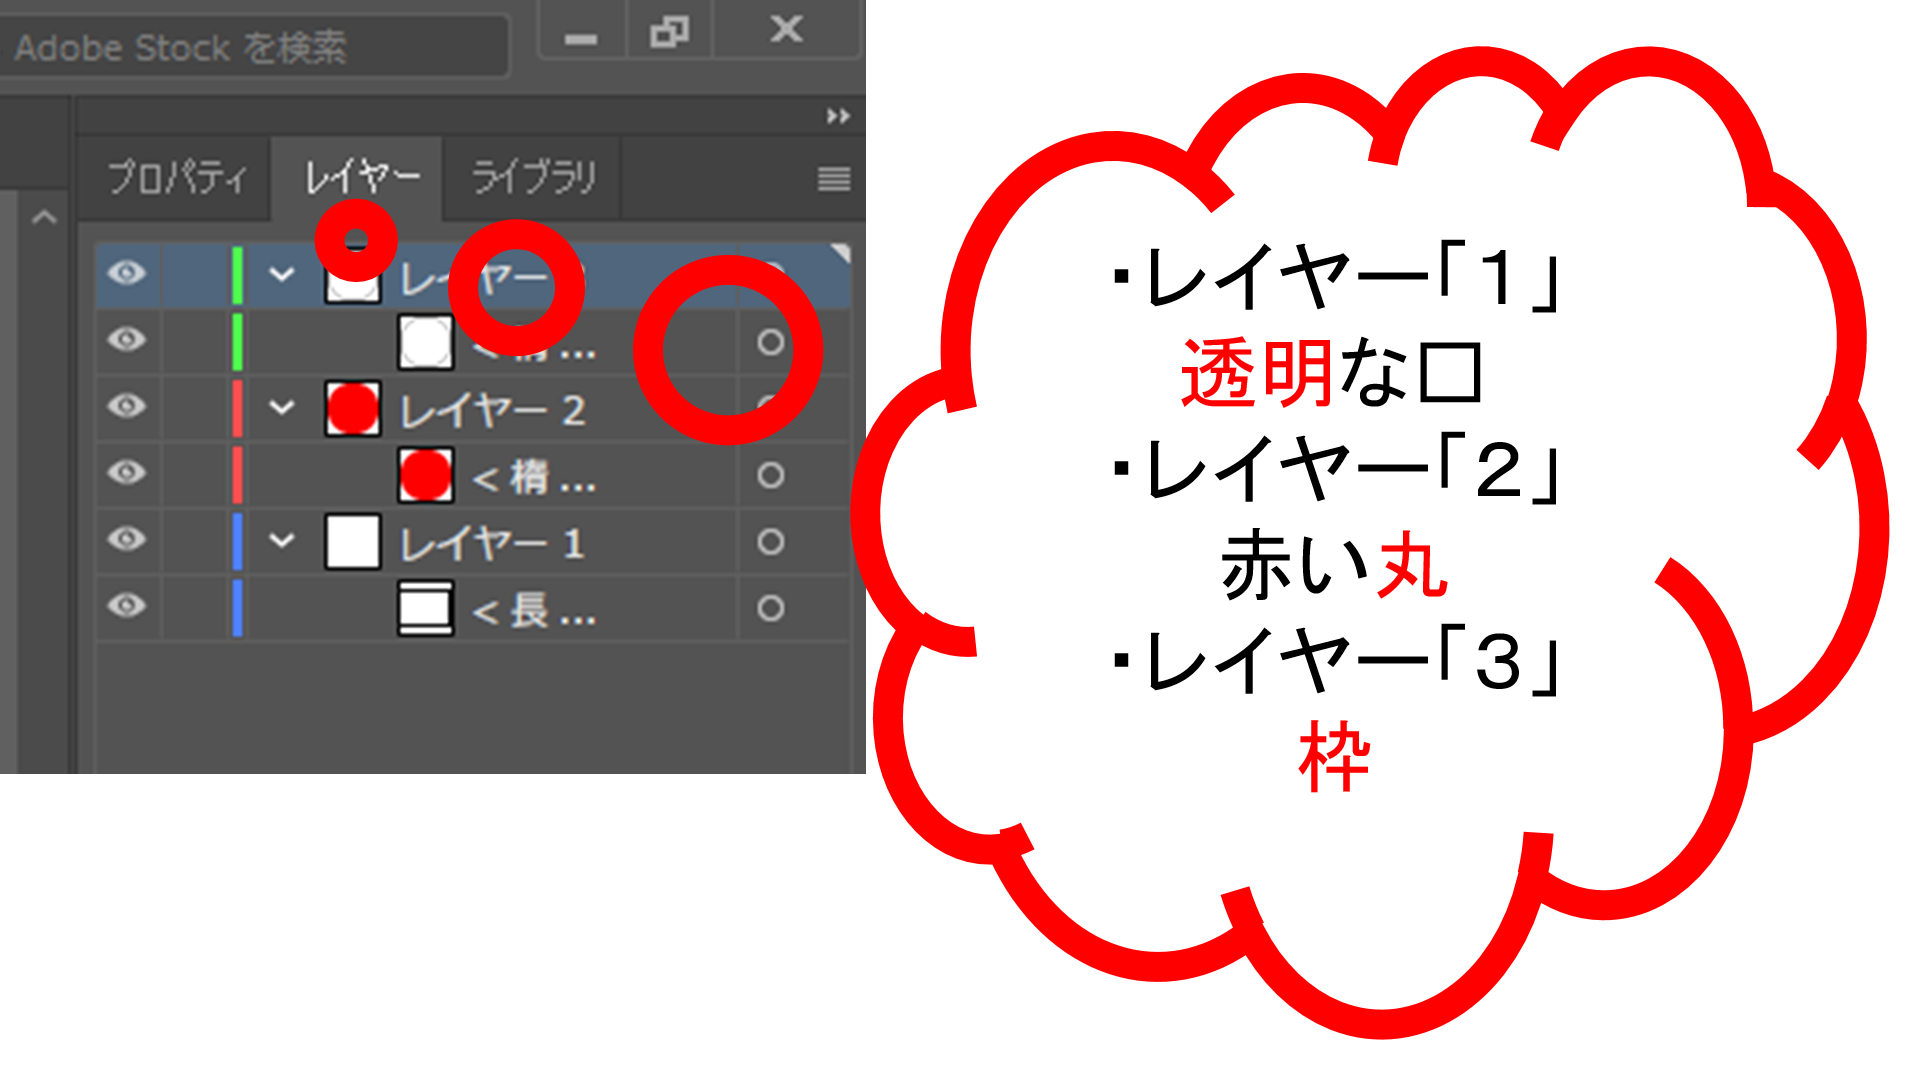 Adobe Stock を検索
プロパティ レイヤー ライブラリ
レイヤー
...
レイヤー 2
< 楕 ...
レイヤー 1
< 長 ...
・レイヤー「１」
透明な□
・レイヤー「２」
赤い丸
・レイヤー「３」
枠